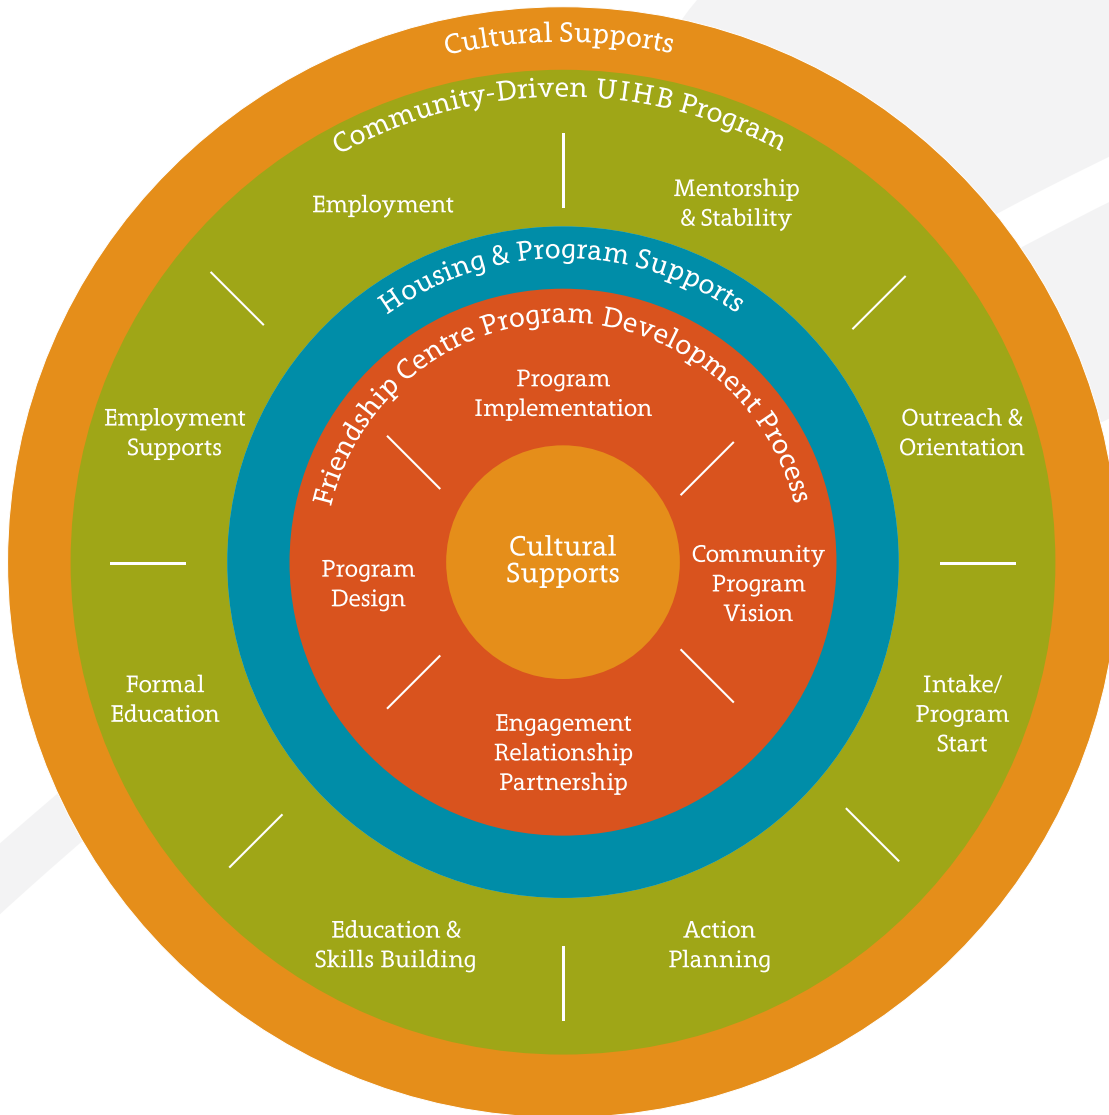 Cultural Supports
Community-Driven UIHB Program
Mentorship
& Stability
Outreach &
Orientation
Intake/
Program
Start
Action
Planning
Education &
Skills Building
Formal
Education
Employment
Supports
Employment
Housing & Program Supports
Friendship Centre Program Development Process
Program
Implementation
Community
Program
Vision
Engagement
Relationship
Partnership
Program
Design
Cultural
Supports